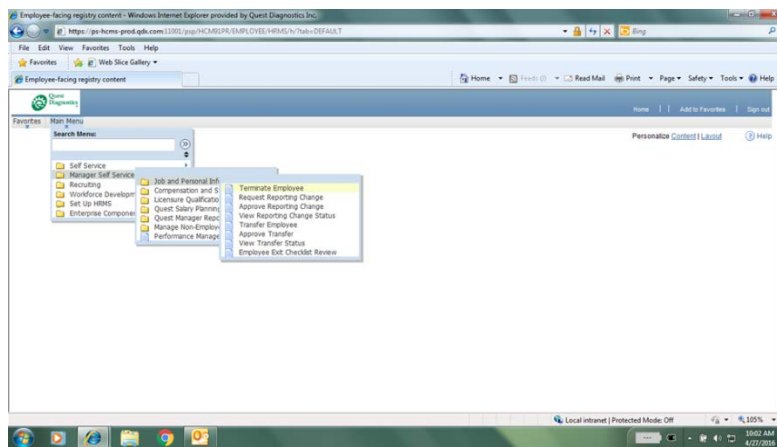 Employee-facing registry content - Windows Internet Explorer provided by Quest Diagnostics Inc.
https://ps-hcms-prod.qdx.com:11001/psp/HCM91PR/EMPLOYEE/HRMS/h/?tab=DEFAULT
Bing
File Edit View Favorites Tools Help
Favorites Web Slice Gallery
Employee-facing registry content
Home Feeds (J) Read Mail Print Page Safety Tools Help
Quest Diagnostics
Home Add to Favorites Sign out
Favorites Main Menu
Search Menu:
Personalize Content | Layout
Help
Self Service
Manager Self Service
Recruiting
Workforce Developm
Set Up HRMS
Enterprise Componen
Job and Personal Inf
Compensation and S
Licensure Qualificatio
Quest Salary Planning
Quest Manager Repo
Manage Non-Employe
Performance Manage
Terminate Employee
Request Reporting Change
Approve Reporting Change
View Reporting Change Status
Transfer Employee
Approve Transfer
View Transfer Status
Employee Exit Checklist Review
Local intranet | Protected Mode: Off
105%
10:02 AM
4/27/2016